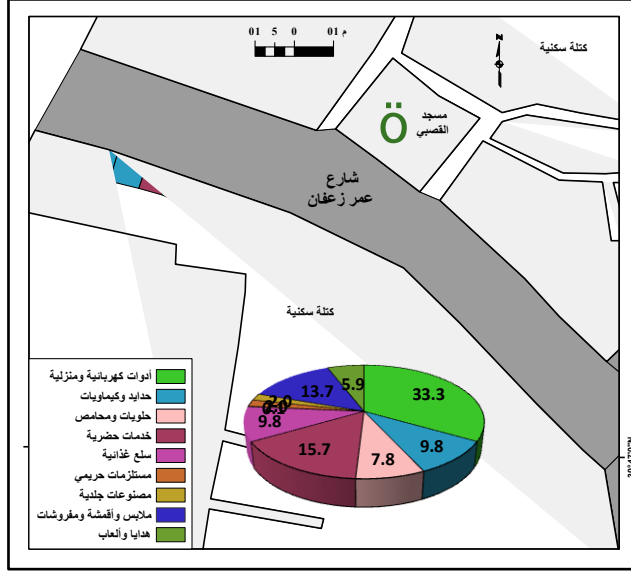 م 01 0 5 01
N
كتلة سكنية
مسجد
القصبي
Ö
شارع
عمر زعفان
كتلة سكنية
33.3
9.8
7.8
15.7
9.8
2.0
13.7
5.9
أدوات كهربائية ومنزلية
حدايد وكيماويات
حلويات ومحامص
خدمات حضرية
سلع غذائية
مستلزمات حريمي
مصنوعات جلدية
ملابس وأقمشة ومفروشات
هدايا وألعاب